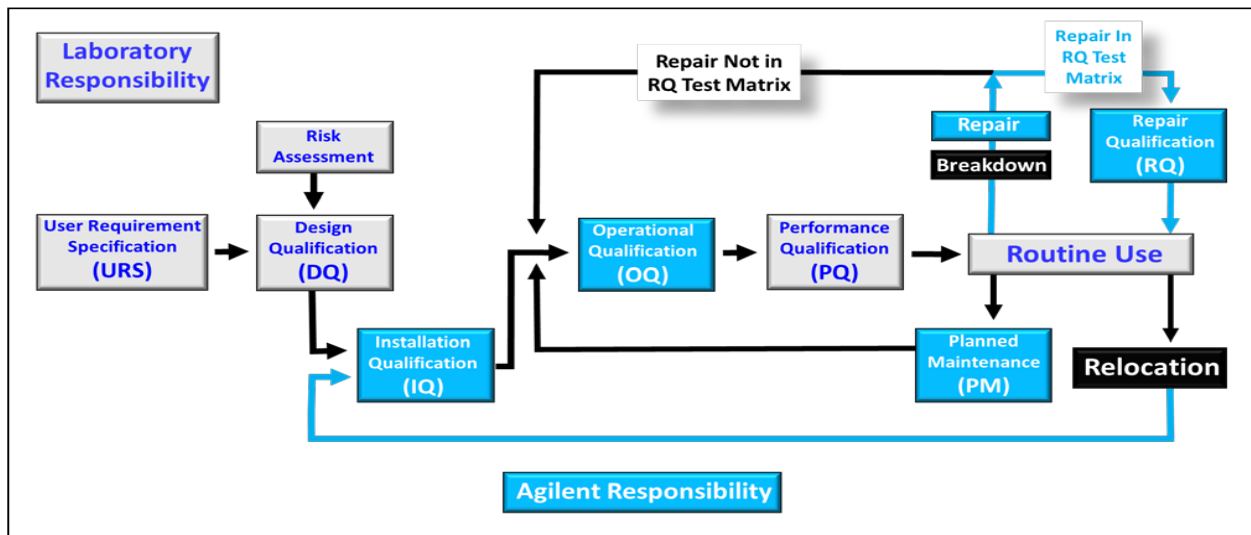 Laboratory
Responsibility
Repair Not in
RQ Test Matrix
Repair In
RQ Test
Matrix
Risk
Assessment
Repair
Breakdown
Repair
Qualification
(RQ)
User Requirement
Specification
(URS)
Design
Qualification
(DQ)
Operational
Qualification
(OQ)
Performance
Qualification
(PQ)
Routine Use
Installation
Qualification
(IQ)
Planned
Maintenance
(PM)
Relocation
Agilent Responsibility